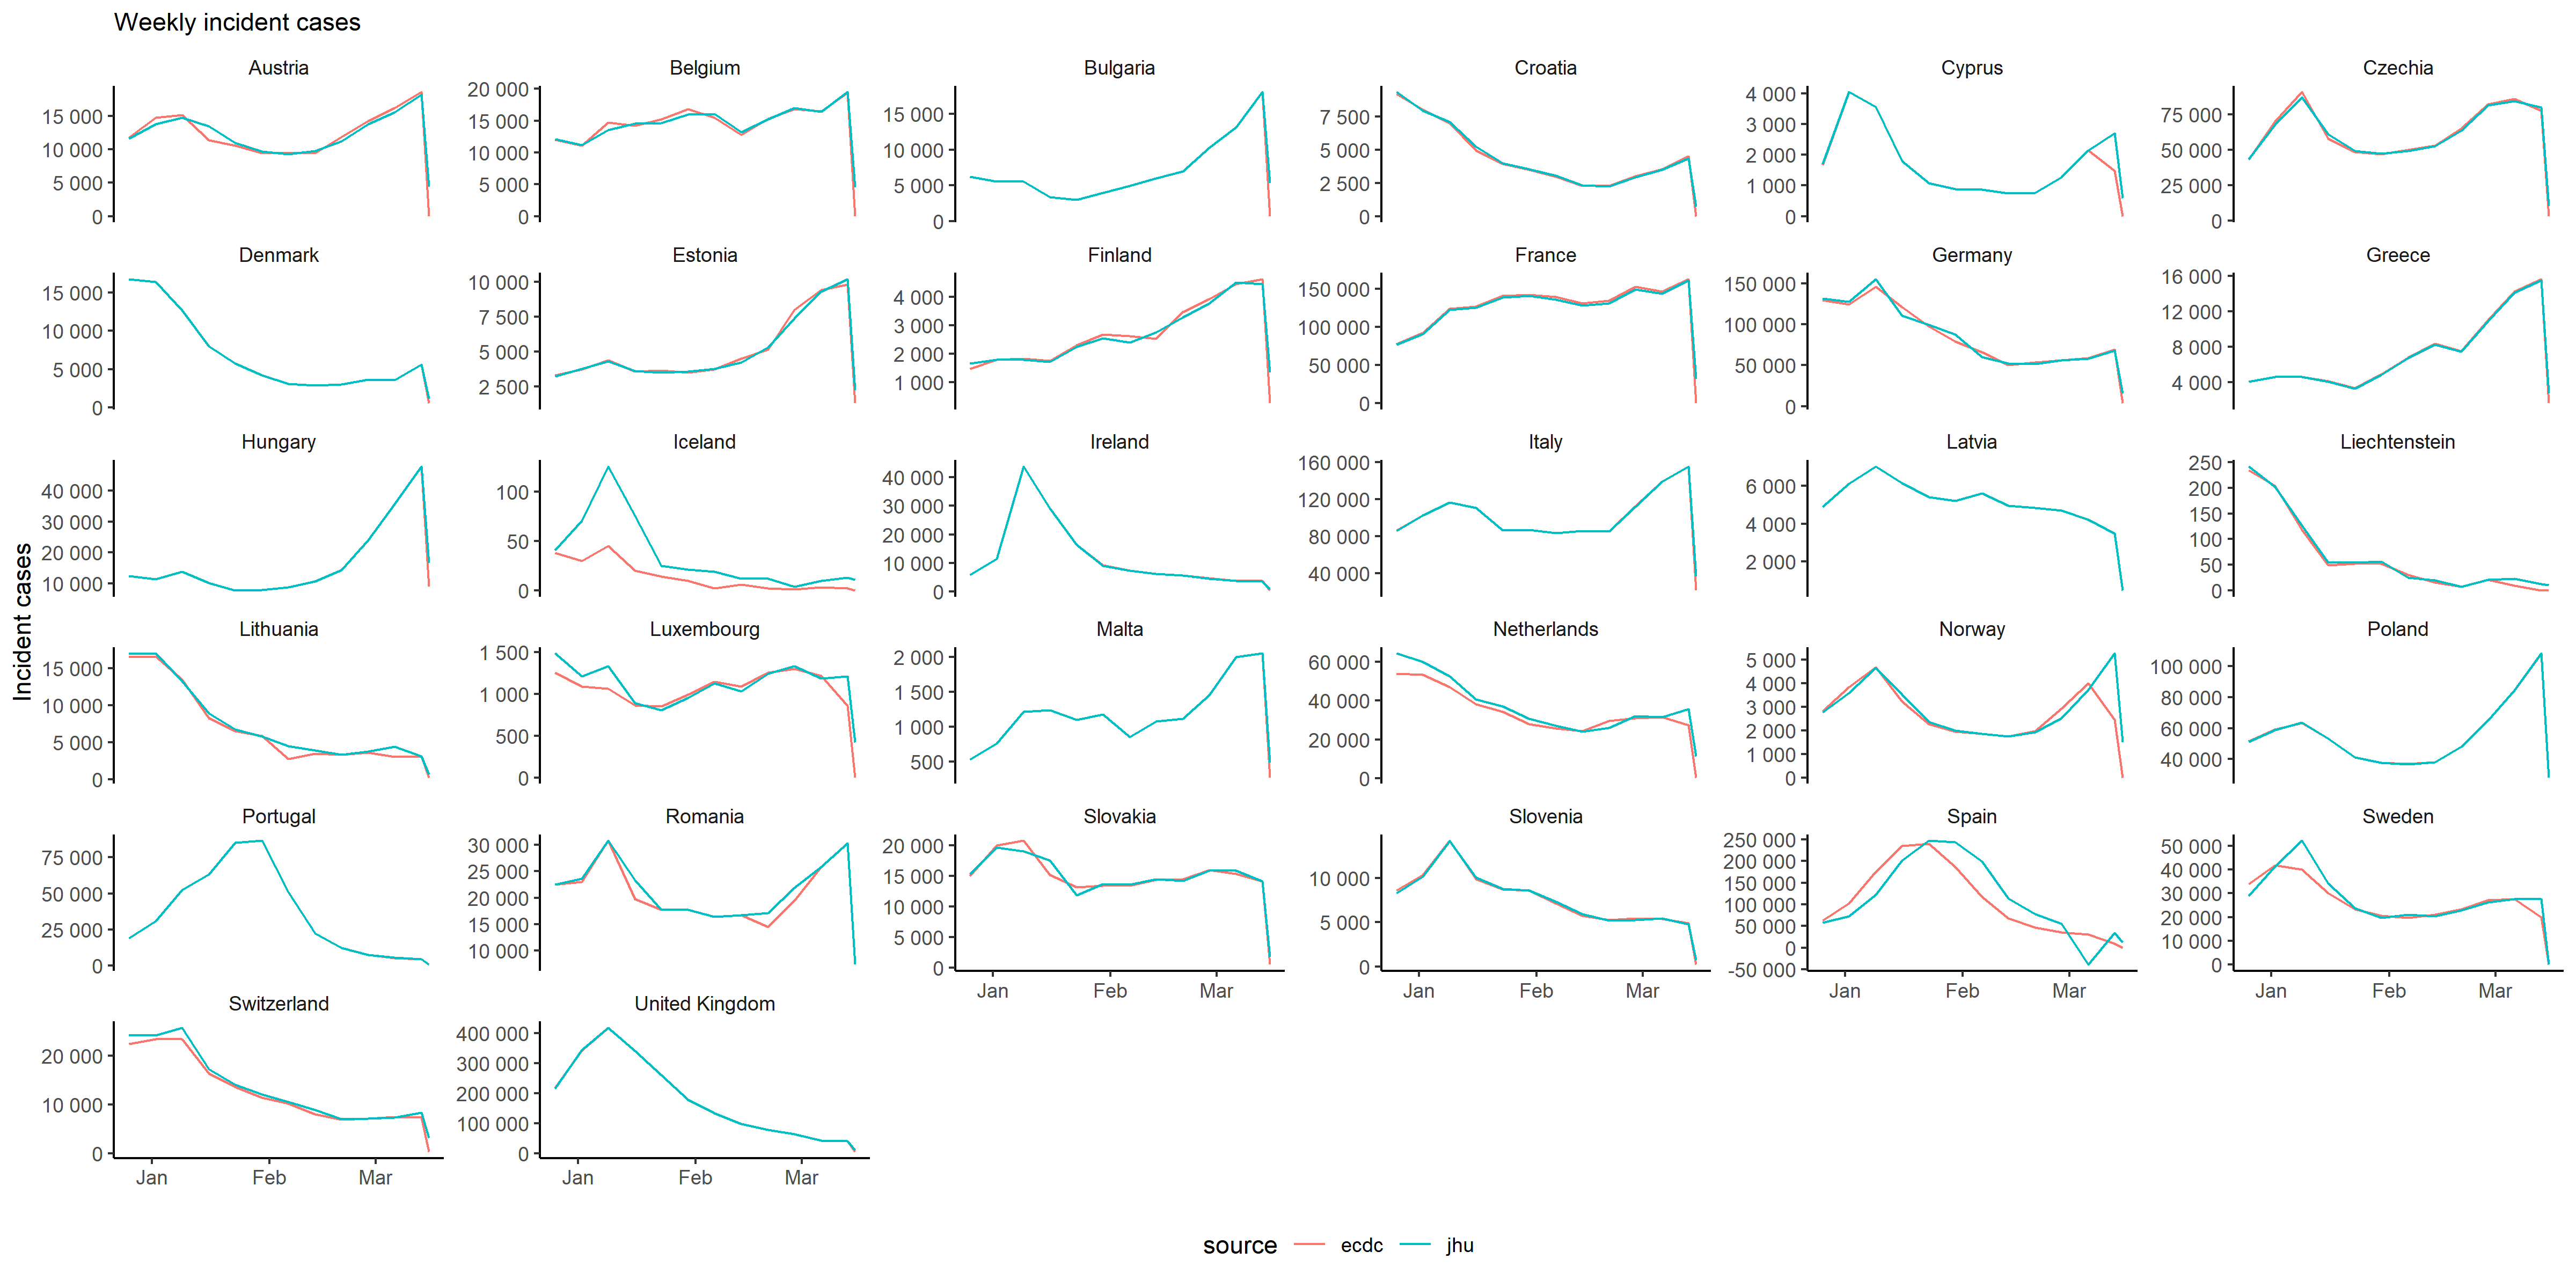 Weekly incident cases
Austria Belgium Bulgaria Croatia Cyprus Czechia
15 000 10 000 5 000 0
20 000 15 000 10 000 5 000 0
15 000 10 000 5 000 0
7 500 5 000 2 500 0
4 000 3 000 2 000 1 000 0
75 000 50 000 25 000 0
Denmark Estonia Finland France Germany Greece
15 000 10 000 5 000 0
10 000 7 500 5 000 2 500
4 000 3 000 2 000 1 000
150 000 100 000 50 000 0
150 000 100 000 50 000 0
16 000 12 000 8 000 4 000
Hungary Iceland Ireland Italy Latvia Liechtenstein
40 000 30 000 20 000 10 000
100 50 0
40 000 30 000 20 000 10 000 0
160 000 120 000 80 000 40 000
6 000 4 000 2 000
250 200 150 100 50 0
Incident cases
Lithuania Luxembourg Malta Netherlands Norway Poland
15 000 10 000 5 000 0
1 500 1 000 500 0
2 000 1 500 1 000 500
60 000 40 000 20 000 0
5 000 4 000 3 000 2 000 1 000 0
100 000 80 000 60 000 40 000
Portugal Romania Slovakia Slovenia Spain Sweden
75 000 50 000 25 000 0
30 000 25 000 20 000 15 000 10 000
20 000 15 000 10 000 5 000 0
10 000 5 000 0
250 000 200 000 150 000 100 000 50 000 0 -50 000
50 000 40 000 30 000 20 000 10 000 0
Jan Feb Mar Jan Feb Mar Jan Feb Mar Jan Feb Mar
Switzerland United Kingdom
20 000 10 000 0
400 000 300 000 200 000 100 000 0
Jan Feb Mar Jan Feb Mar
source ecdc jhu